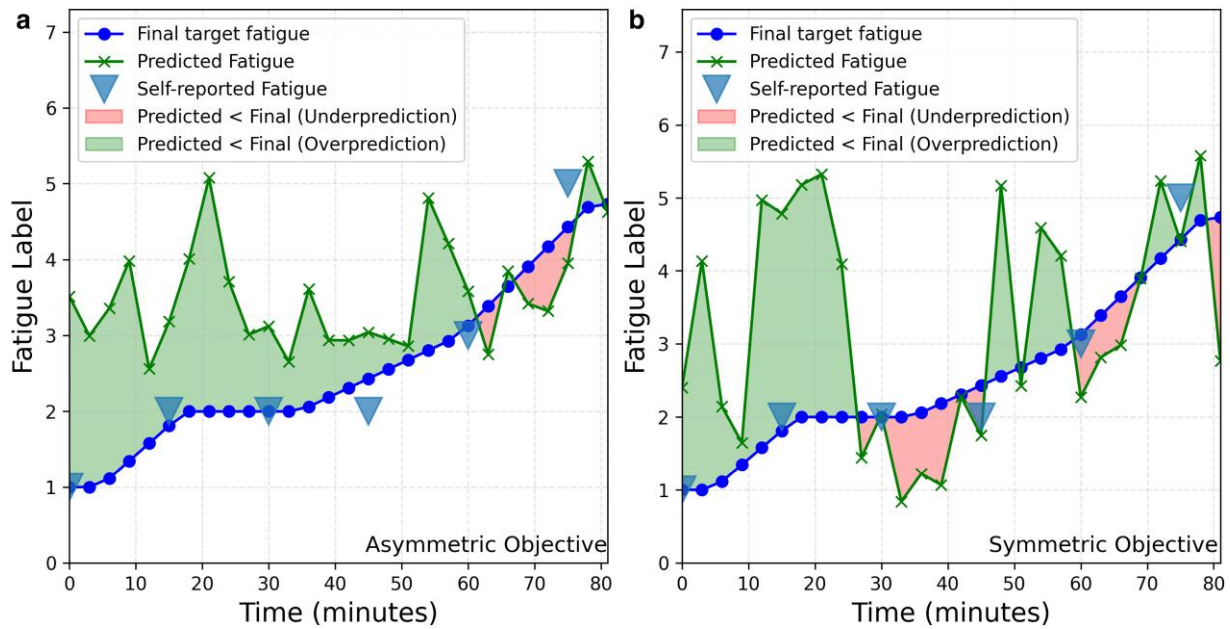 a
Final target fatigue
Predicted Fatigue
Self-reported Fatigue
Predicted < Final (Underprediction)
Predicted < Final (Overprediction)
7
6
5
4
3
2
1
0
Fatigue Label
Asymmetric Objective
0 10 20 30 40 50 60 70 80
Time (minutes)
b
Final target fatigue
Predicted Fatigue
Self-reported Fatigue
Predicted < Final (Underprediction)
Predicted < Final (Overprediction)
7
6
5
4
3
2
1
0
Fatigue Label
Symmetric Objective
0 10 20 30 40 50 60 70 80
Time (minutes)